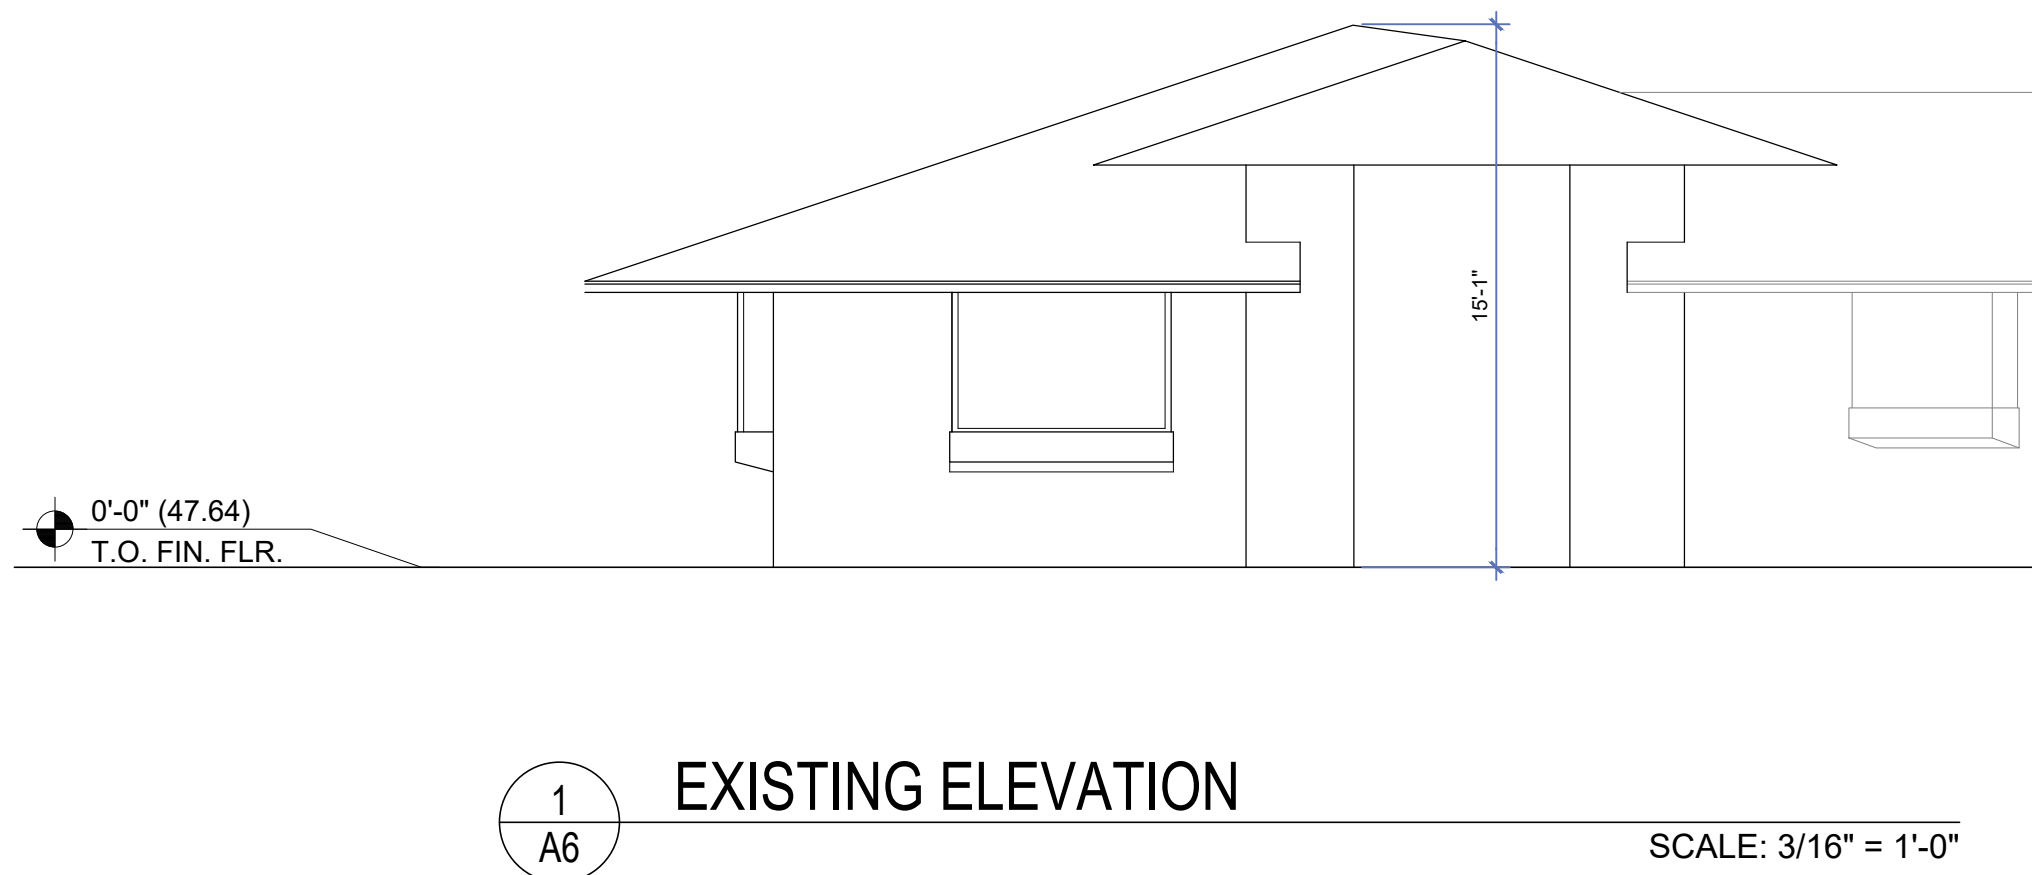 15'-1"
0'-0" (47.64)
T.O. FIN. FLR.
1
A6
EXISTING ELEVATION
SCALE: 3/16" = 1'-0"